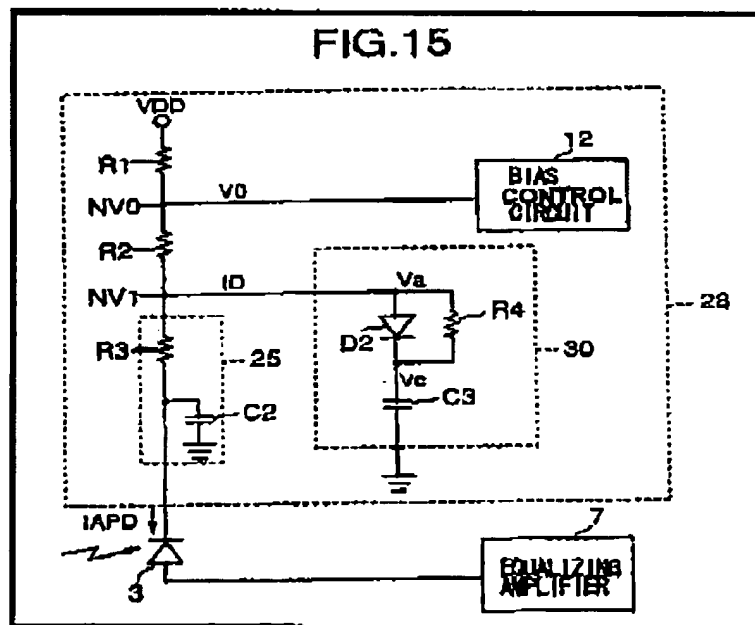 FIG.15
VDD
R1
12
BIAS
CONTROL
CIRCUIT
NV0
V0
R2
NV1
ID
Va
R4
28
D2
R3
25
30
Vc
C3
C2
IAPD
3
7
EQUALIZING
AMPLIFIER